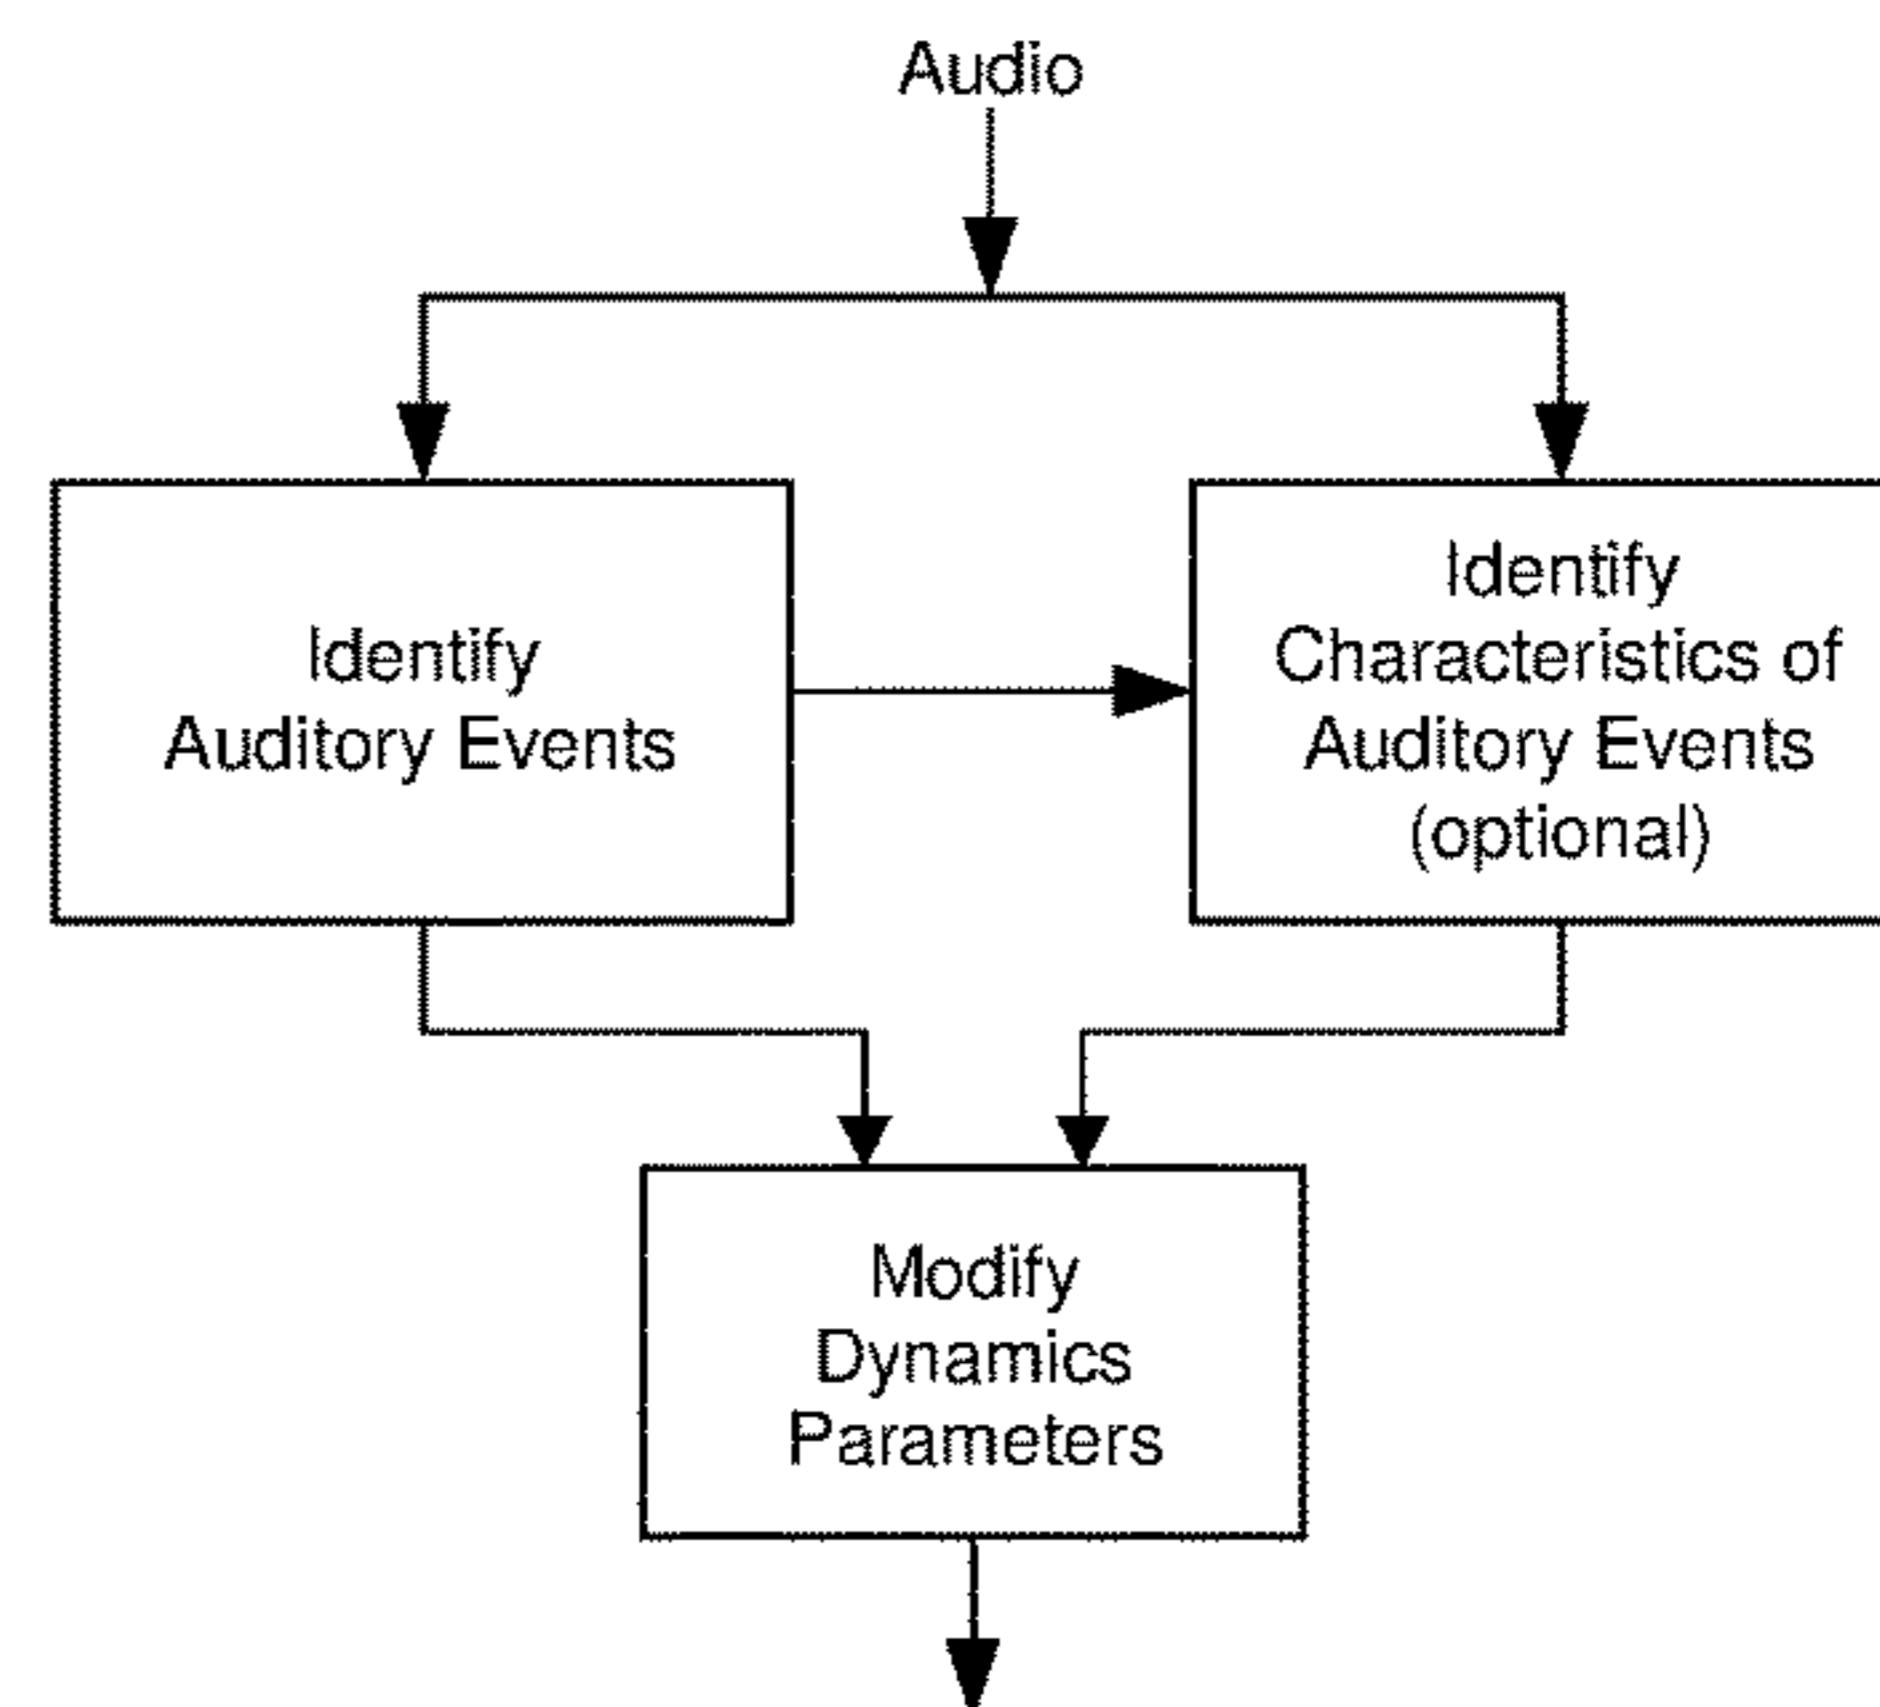 Audio
Identify
Auditory Events
Identify
Characteristics of
Auditory Events
(optional)
Modify
Dynamics
Parameters